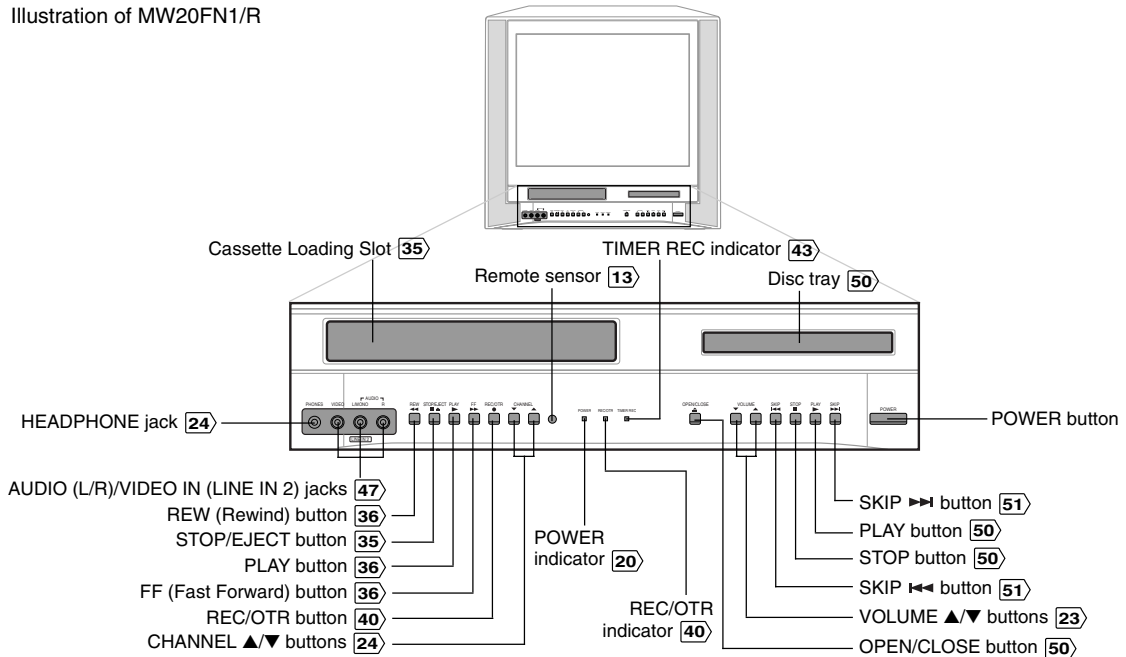 Illustration of MW20FN1/R
Cassette Loading Slot 35
TIMER REC indicator 43
Remote sensor 13
Disc tray 50
PHONES VIDEO L/MONO AUDIO R
LINE IN 2
REW STOP/EJECT PLAY FF REC/OTR CHANNEL
POWER REC/OTR TIMER REC
OPEN/CLOSE VOLUME SKIP STOP PLAY SKIP
POWER
HEADPHONE jack 24
POWER button
AUDIO (L/R)/VIDEO IN (LINE IN 2) jacks 47
REW (Rewind) button 36
STOP/EJECT button 35
PLAY button 36
FF (Fast Forward) button 36
REC/OTR button 40
CHANNEL ▲/▼ buttons 24
POWER
indicator 20
REC/OTR
indicator 40
SKIP ►►I button 51
PLAY button 50
STOP button 50
SKIP I◄◄ button 51
VOLUME ▲/▼ buttons 23
OPEN/CLOSE button 50